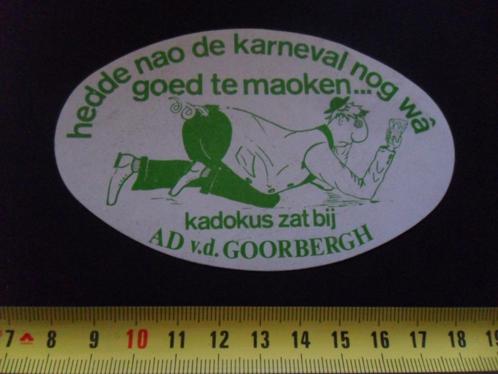 hedde nao de karneval nog wâ
goed te maoken...
kadokus zat bij
AD v.d. GOORBERGH
7 8 9 10 11 12 13 14 15 16 17 18 19